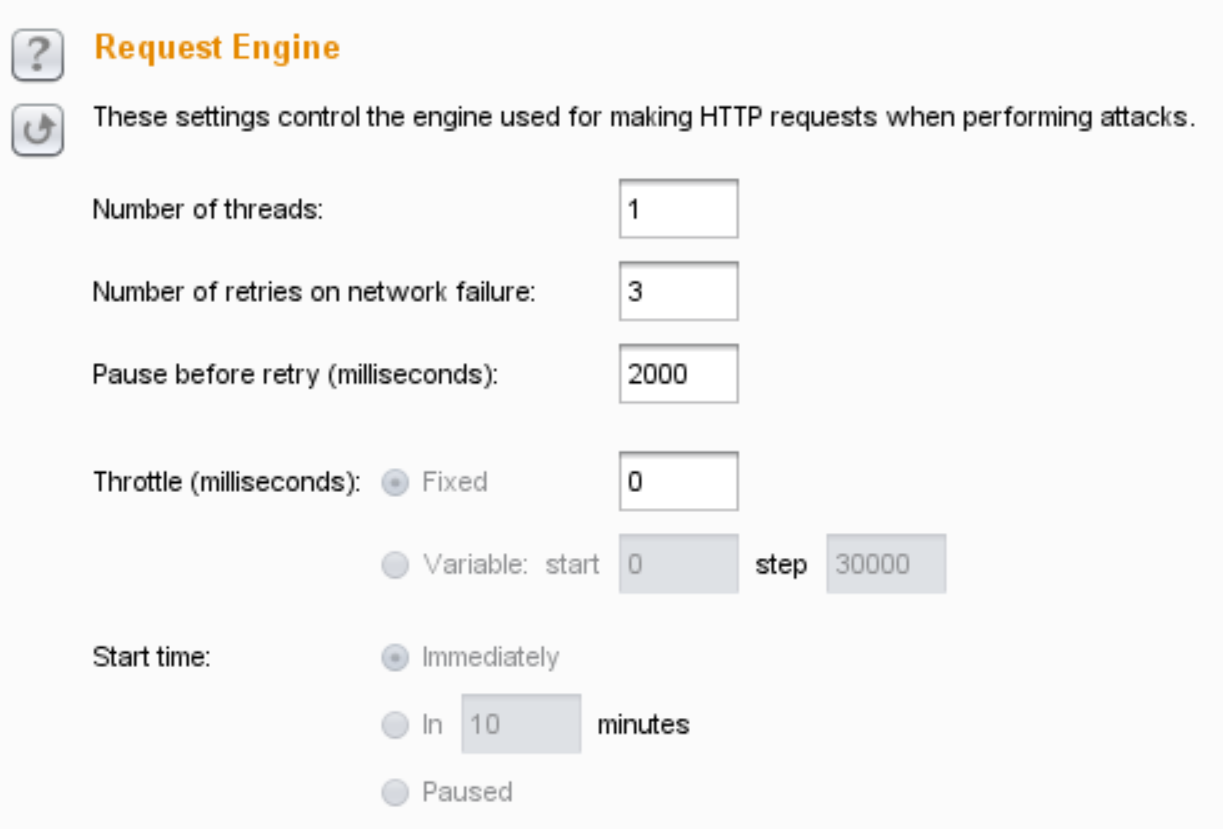 Request Engine
These settings control the engine used for making HTTP requests when performing attacks.
Number of threads: 1
Number of retries on network failure: 3
Pause before retry (milliseconds): 2000
Throttle (milliseconds): Fixed 0
Variable: start 0 step 30000
Start time: Immediately
In 10 minutes
Paused